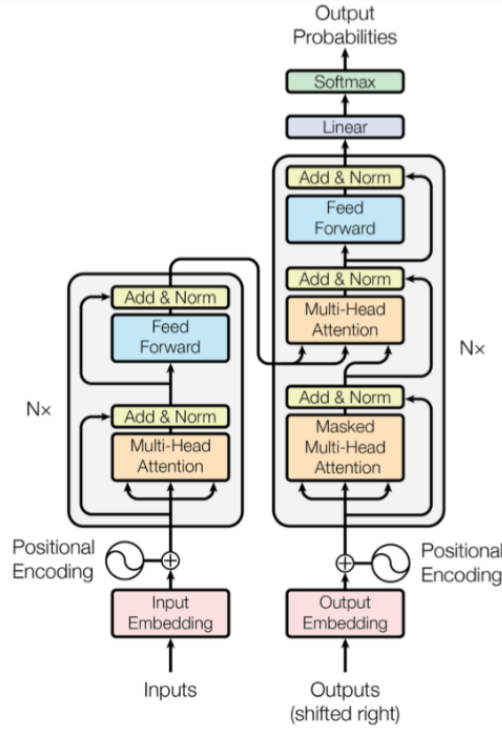 Output
Probabilities
Softmax
Linear
Add & Norm
Feed
Forward
Add & Norm
Multi-Head
Attention
Nx
Add & Norm
Masked
Multi-Head
Attention
Add & Norm
Feed
Forward
Nx
Add & Norm
Multi-Head
Attention
Positional
Encoding
Positional
Encoding
Input
Embedding
Output
Embedding
Inputs
Outputs
(shifted right)